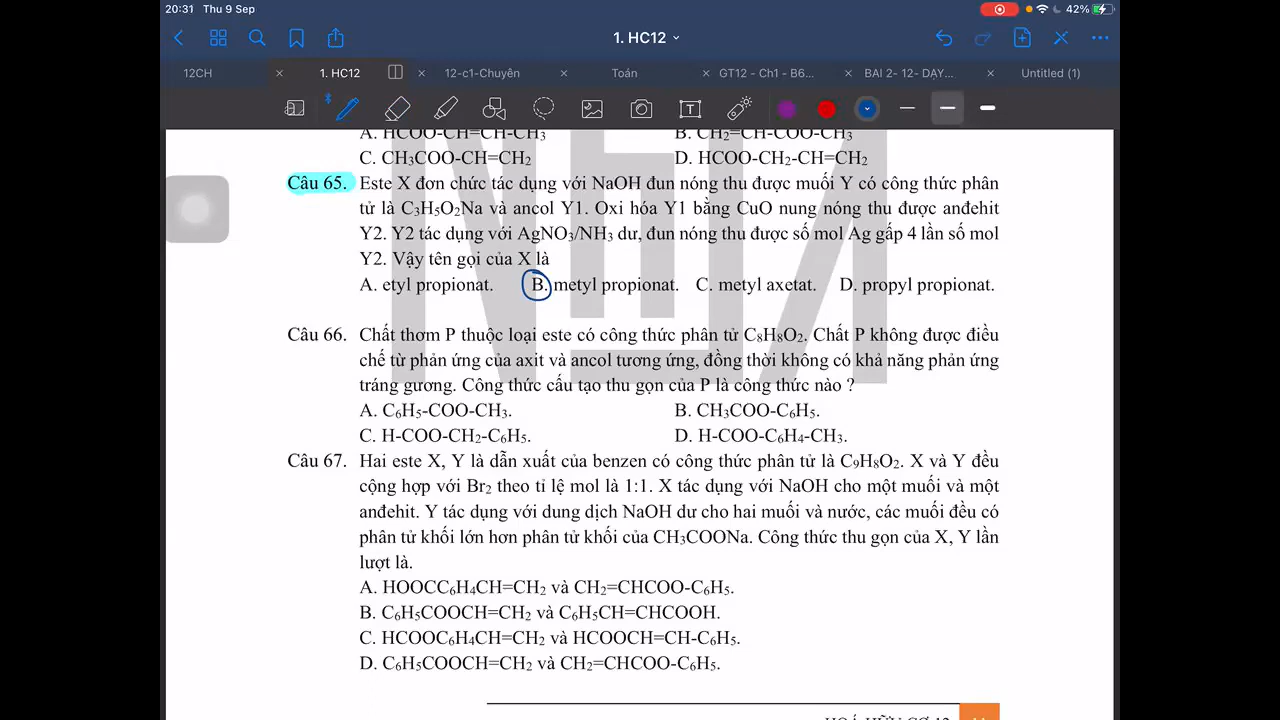 20:31 Thu 9 Sep
42%
1. HC12
12CH
1. HC12
12-c1-Chuyên
Toán
GT12 - Ch1 - B6...
BAI 2- 12- DẠY...
Untitled (1)
A. HCOO-CH=CH-CH3 B. CH2=CH-COO-CH3
C. CH3COO-CH=CH2 D. HCOO-CH2-CH=CH2
Câu 65. Este X đơn chức tác dụng với NaOH đun nóng thu được muối Y có công thức phân
tử là C3H5O2Na và ancol Y1. Oxi hóa Y1 bằng CuO nung nóng thu được anđehit
Y2. Y2 tác dụng với AgNO3/NH3 dư, đun nóng thu được số mol Ag gấp 4 lần số mol
Y2. Vậy tên gọi của X là
A. etyl propionat. B. metyl propionat. C. metyl axetat. D. propyl propionat.
Câu 66. Chất thơm P thuộc loại este có công thức phân tử C8H8O2. Chất P không được điều
chế từ phản ứng của axit và ancol tương ứng, đồng thời không có khả năng phản ứng
tráng gương. Công thức cấu tạo thu gọn của P là công thức nào ?
A. C6H5-COO-CH3. B. CH3COO-C6H5.
C. H-COO-CH2-C6H5. D. H-COO-C6H4-CH3.
Câu 67. Hai este X, Y là dẫn xuất của benzen có công thức phân tử là C9H8O2. X và Y đều
cộng hợp với Br2 theo tỉ lệ mol là 1:1. X tác dụng với NaOH cho một muối và một
anđehit. Y tác dụng với dung dịch NaOH dư cho hai muối và nước, các muối đều có
phân tử khối lớn hơn phân tử khối của CH3COONa. Công thức thu gọn của X, Y lần
lượt là.
A. HOOCC6H4CH=CH2 và CH2=CHCOO-C6H5.
B. C6H5COOCH=CH2 và C6H5CH=CHCOOH.
C. HCOOC6H4CH=CH2 và HCOOCH=CH-C6H5.
D. C6H5COOCH=CH2 và CH2=CHCOO-C6H5.
HOÁ HỮU CƠ 12